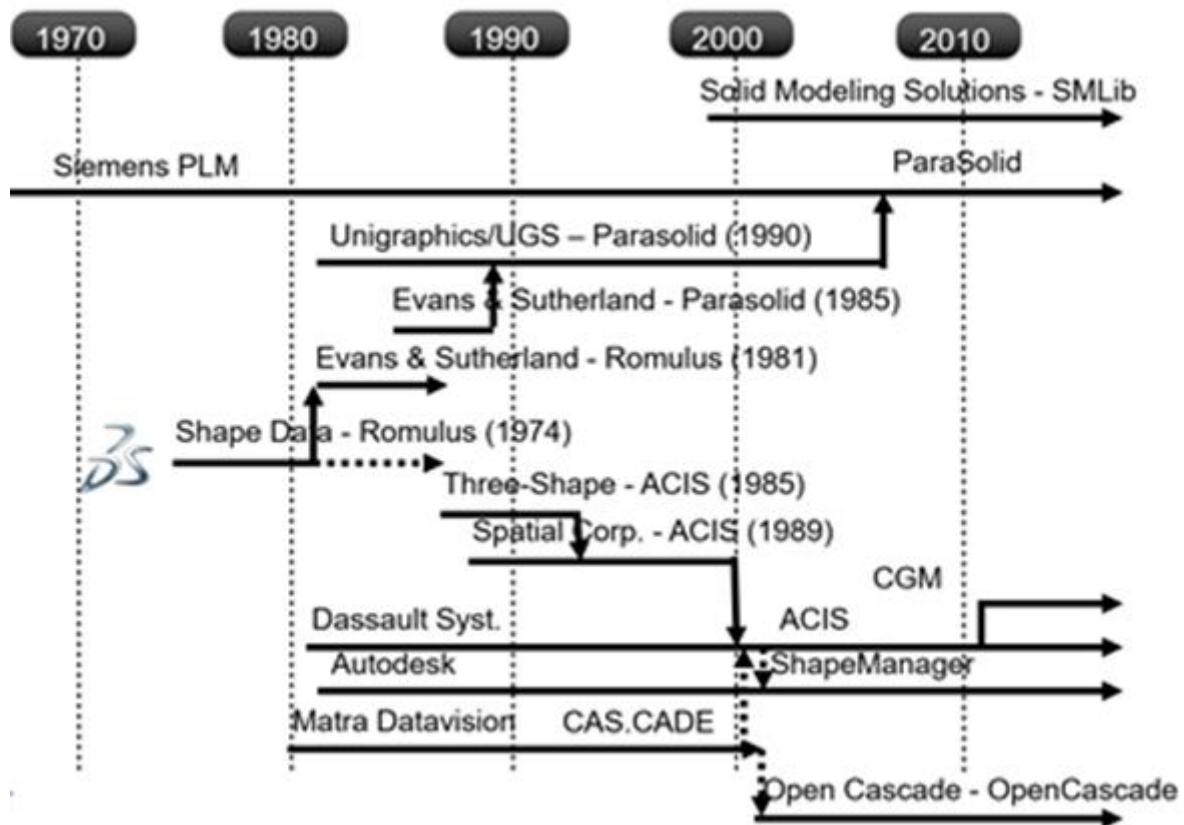 1970 1980 1990 2000 2010
Solid Modeling Solutions - SMLib
Siemens PLM ParaSolid
Unigraphics/UGS – Parasolid (1990)
Evans & Sutherland - Parasolid (1985)
Evans & Sutherland - Romulus (1981)
Shape Data - Romulus (1974)
3DS
Three-Shape - ACIS (1985)
Spatial Corp. - ACIS (1989)
CGM
Dassault Syst. ACIS
Autodesk ShapeManager
Matra Datavision CAS.CADE
Open Cascade - OpenCascade